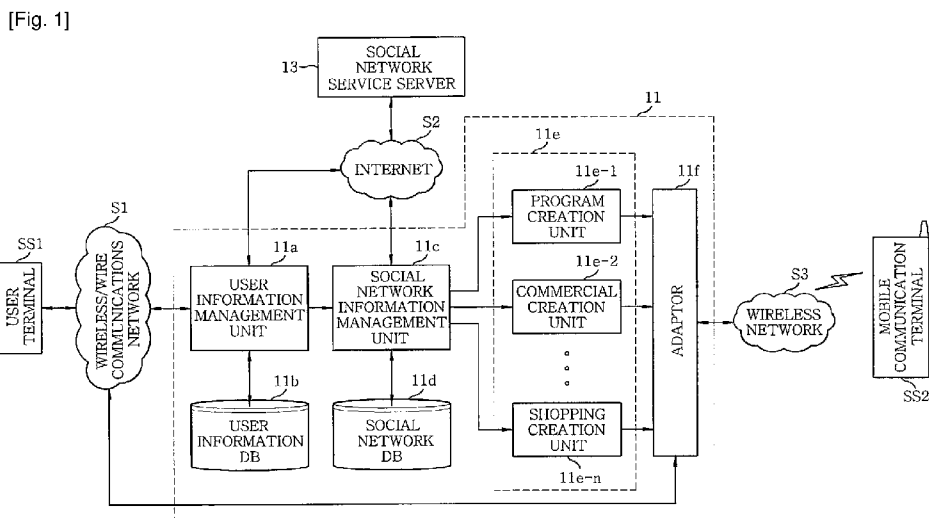 [Fig. 1]
13
SOCIAL
NETWORK
SERVICE SERVER
11
S2
INTERNET
11e
11e-1
PROGRAM
CREATION
UNIT
11f
S1
SS1
USER
TERMINAL
WIRELESS/WIRE
COMMUNICATIONS
NETWORK
11a
USER
INFORMATION
MANAGEMENT
UNIT
11c
SOCIAL
NETWORK
INFORMATION
MANAGEMENT
UNIT
11e-2
COMMERCIAL
CREATION
UNIT
ADAPTOR
S3
WIRELESS
NETWORK
MOBILE
COMMUNICATION
TERMINAL
SS2
11b
USER
INFORMATION
DB
11d
SOCIAL
NETWORK
DB
SHOPPING
CREATION
UNIT
11e-n